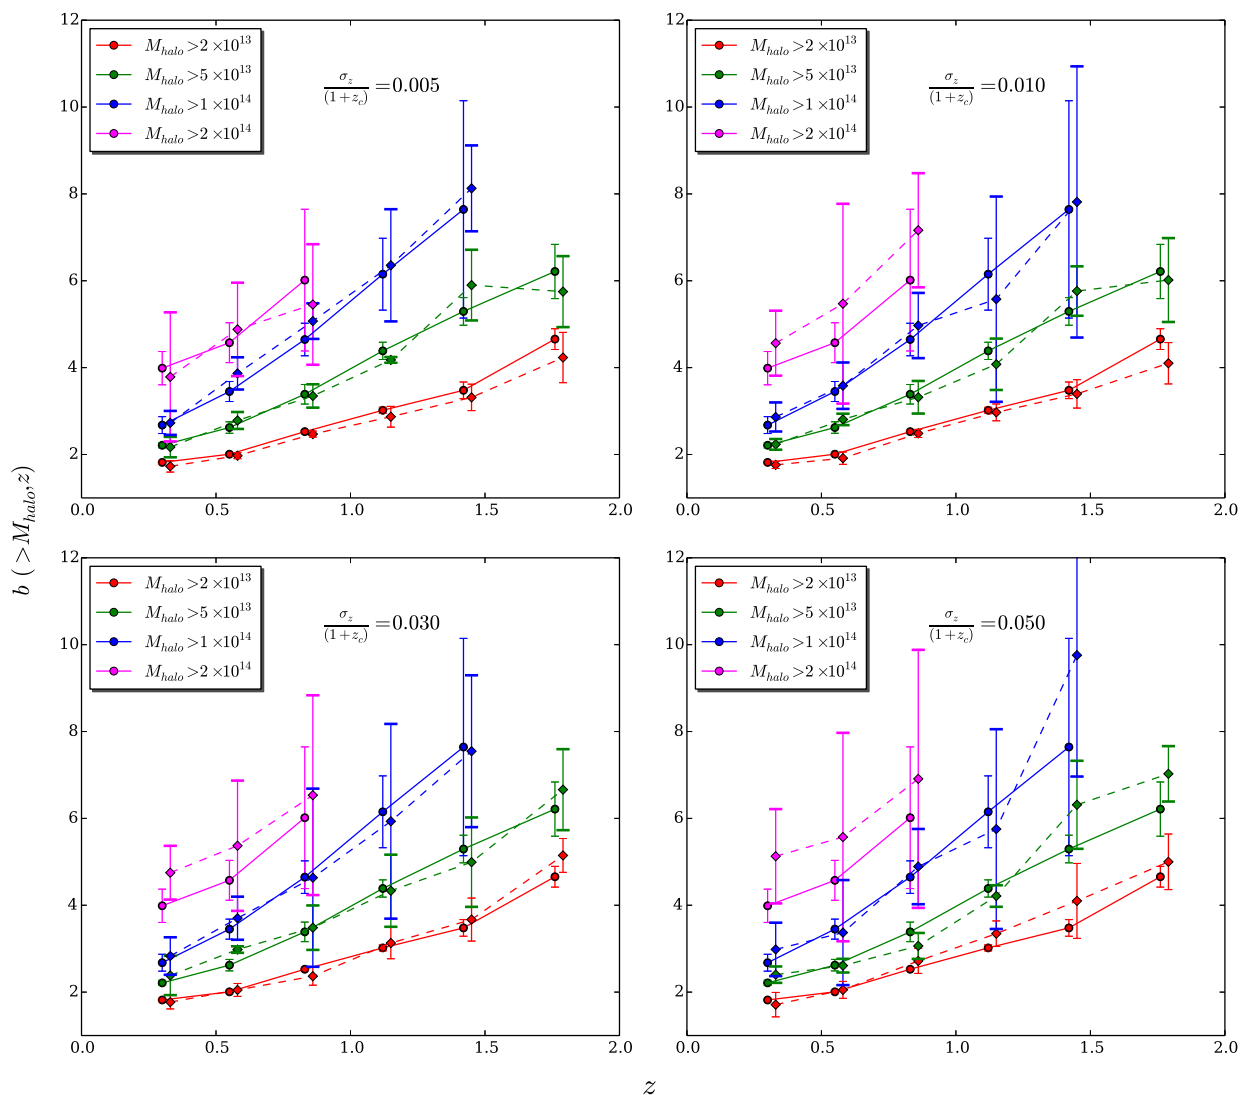 12
10
8
6
4
2
M_halo >2 ×10^13
M_halo >5 ×10^13
M_halo >1 ×10^14
M_halo >2 ×10^14
σ_z/(1+z_c) =0.005
0.0 0.5 1.0 1.5 2.0
12
10
8
6
4
2
M_halo >2 ×10^13
M_halo >5 ×10^13
M_halo >1 ×10^14
M_halo >2 ×10^14
σ_z/(1+z_c) =0.010
0.0 0.5 1.0 1.5 2.0
b ( >M_halo,z)
12
10
8
6
4
2
M_halo >2 ×10^13
M_halo >5 ×10^13
M_halo >1 ×10^14
M_halo >2 ×10^14
σ_z/(1+z_c) =0.030
0.0 0.5 1.0 1.5 2.0
12
10
8
6
4
2
M_halo >2 ×10^13
M_halo >5 ×10^13
M_halo >1 ×10^14
M_halo >2 ×10^14
σ_z/(1+z_c) =0.050
0.0 0.5 1.0 1.5 2.0
z